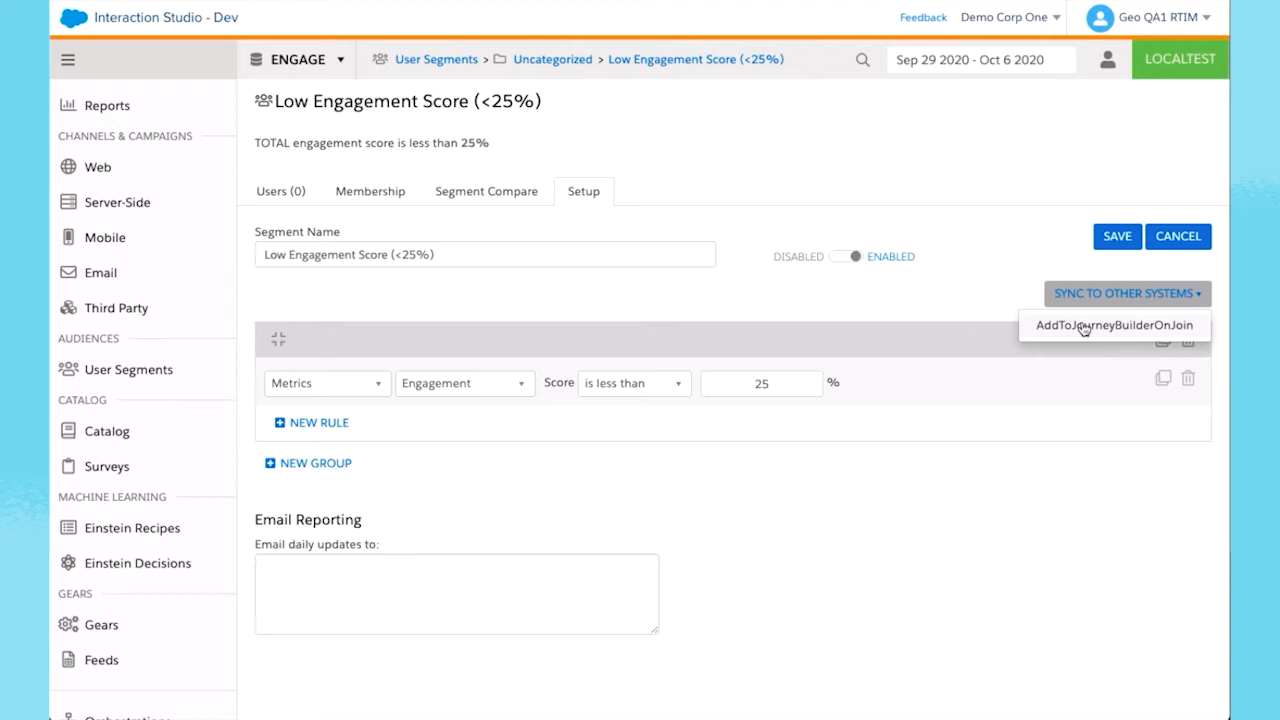 Interaction Studio - Dev
Feedback
Demo Corp One
Geo QA1 RTIM
ENGAGE
User Segments > Uncategorized > Low Engagement Score (<25%)
Sep 29 2020 - Oct 6 2020
LOCALTEST
Reports
CHANNELS & CAMPAIGNS
Web
Server-Side
Mobile
Email
Third Party
AUDIENCES
User Segments
CATALOG
Catalog
Surveys
MACHINE LEARNING
Einstein Recipes
Einstein Decisions
GEARS
Gears
Feeds
Low Engagement Score (<25%)
TOTAL engagement score is less than 25%
Users (0)
Membership
Segment Compare
Setup
Segment Name
Low Engagement Score (<25%)
DISABLED
ENABLED
SAVE
CANCEL
SYNC TO OTHER SYSTEMS
AddToJourneyBuilderOnJoin
Metrics
Engagement
Score
is less than
25
%
NEW RULE
NEW GROUP
Email Reporting
Email daily updates to: